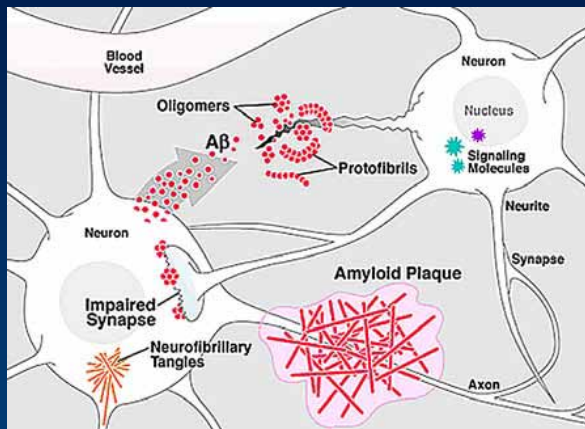 Blood
Vessel
Neuron
Oligomers
Nucleus
Aβ
Protofibrils
Signaling
Molecules
Neurite
Neuron
Synapse
Amyloid Plaque
Impaired
Synapse
Neurofibrillary
Tangles
Axon